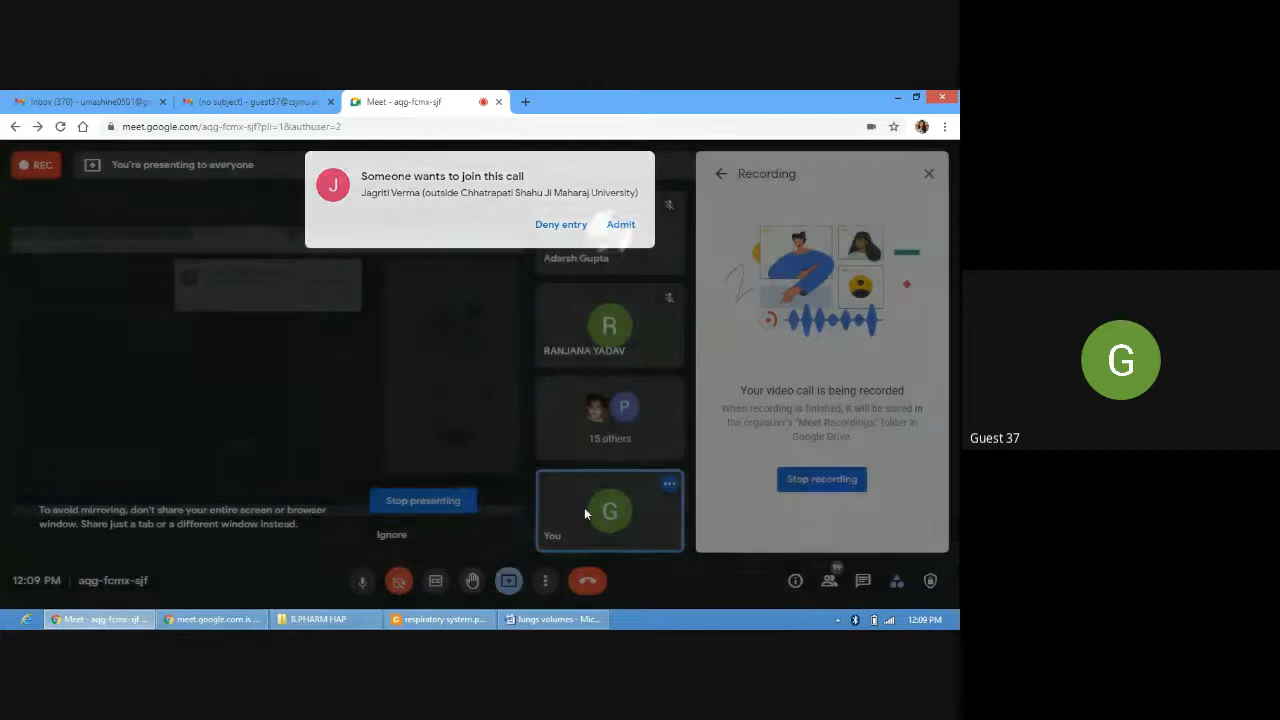 Inbox (370) - umashine0501@g
(no subject) - guest37@csjmu.ac
Meet - aqg-fcmx-sjf
meet.google.com/aqg-fcmx-sjf?pli=1&authuser=2
REC
You're presenting to everyone
J
Someone wants to join this call
Jagriti Verma (outside Chhatrapati Shahu Ji Maharaj University)
Deny entry
Admit
Adarsh Gupta
R
RANJANA YADAV
P
15 others
G
You
Recording
Your video call is being recorded
When recording is finished, it will be saved in
the organizer's "Meet Recordings" folder in
Google Drive.
Stop recording
To avoid mirroring, don't share your entire screen or browser
window. Share just a tab or a different window instead.
Stop presenting
Ignore
12:09 PM | aqg-fcmx-sjf
19
Meet - aqg-fcmx-sjf ...
meet.google.com is ...
B.PHARM HAP
respiratory system.p...
lungs volumes - Mic...
12:09 PM
G
Guest 37